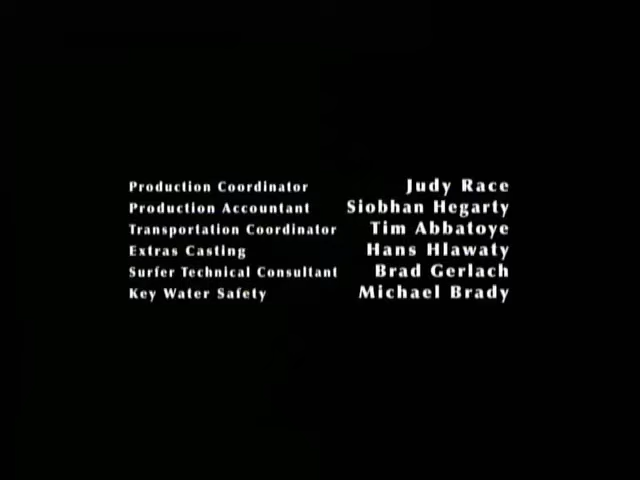 Production Coordinator Judy Race
Production Accountant Siobhan Hegarty
Transportation Coordinator Tim Abbatoye
Extras Casting Hans Hlawaty
Surfer Technical Consultant Brad Gerlach
Key Water Safety Michael Brady